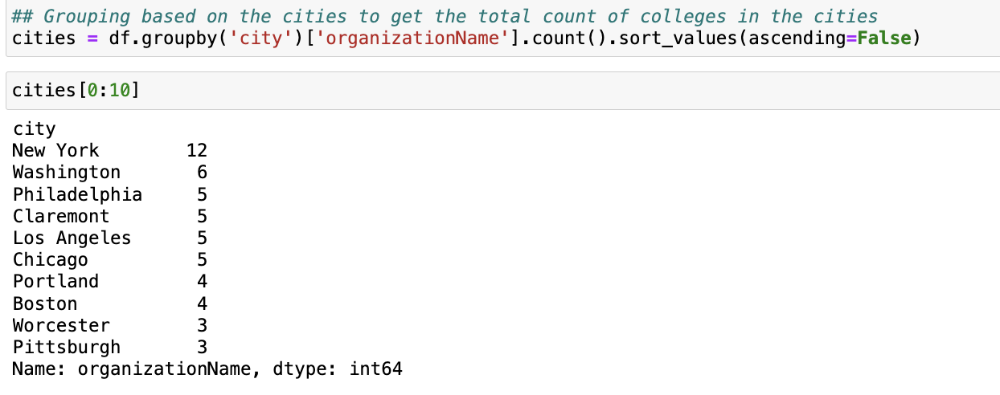 ## Grouping based on the cities to get the total count of colleges in the cities
cities = df.groupby('city')['organizationName'].count().sort_values(ascending=False)
cities[0:10]
city
New York        12
Washington       6
Philadelphia     5
Claremont        5
Los Angeles      5
Chicago          5
Portland         4
Boston           4
Worcester        3
Pittsburgh       3
Name: organizationName, dtype: int64